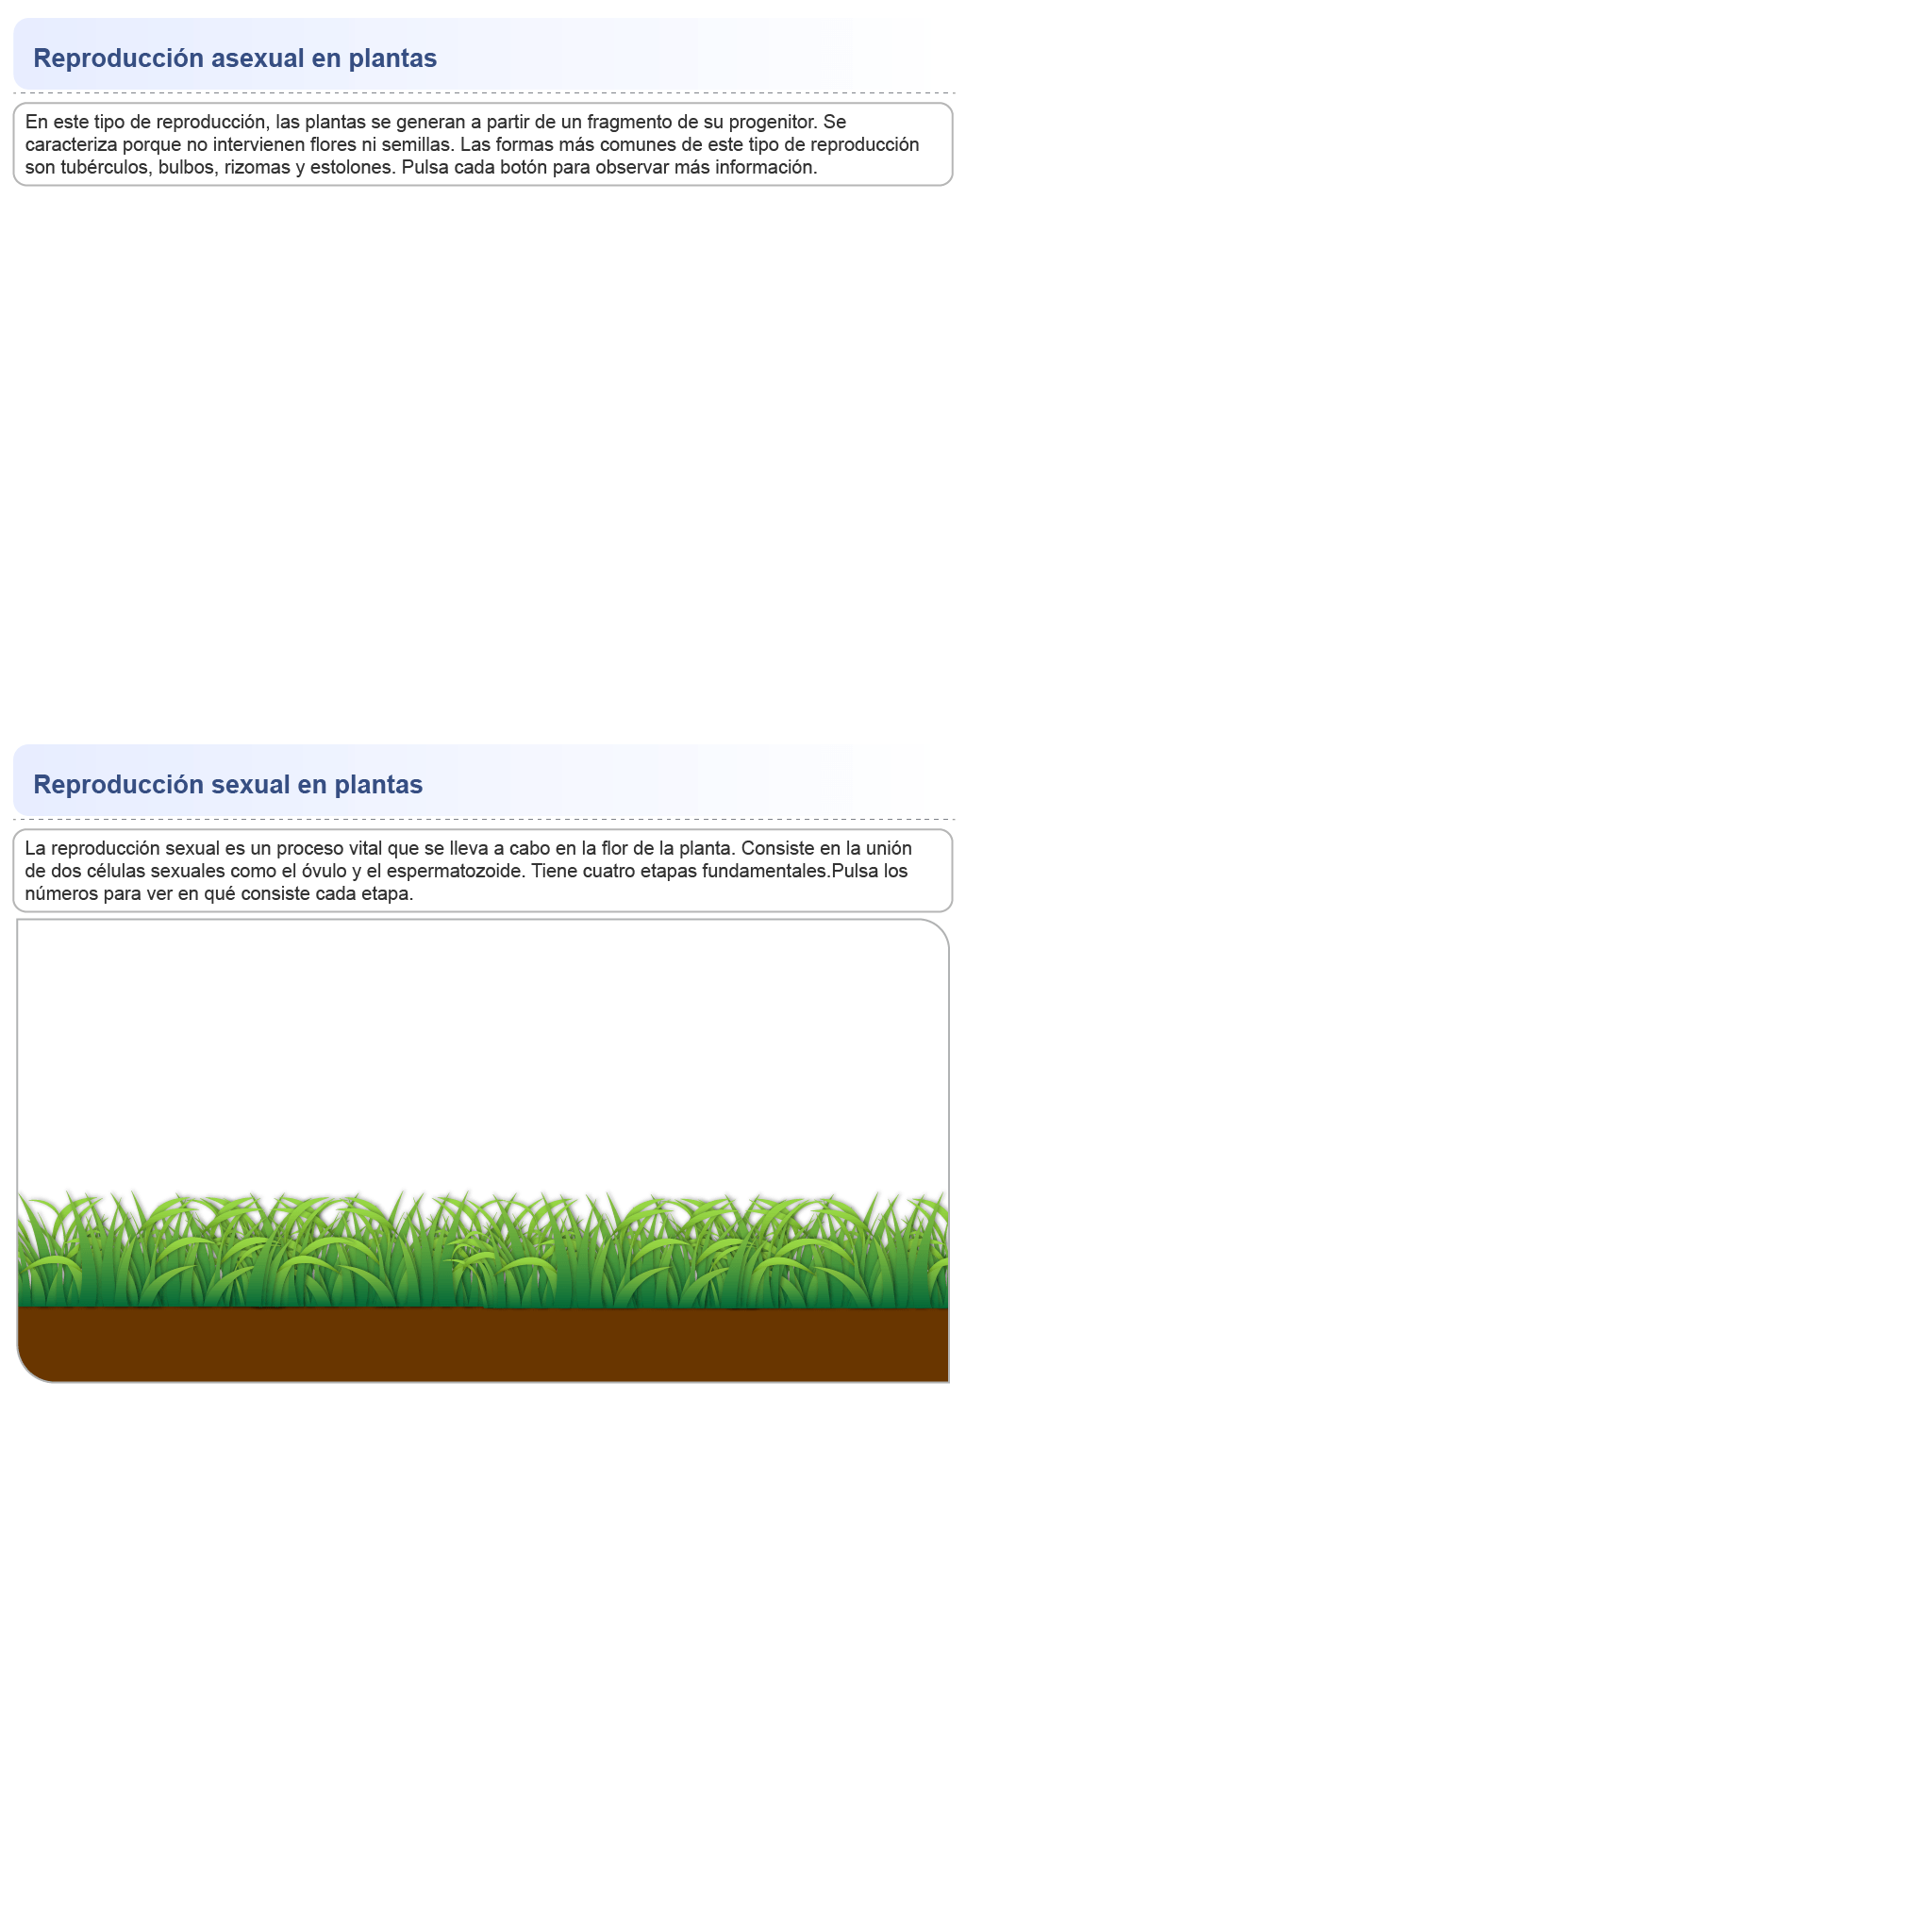 Reproducción asexual en plantas
En este tipo de reproducción, las plantas se generan a partir de un fragmento de su progenitor. Se
caracteriza porque no intervienen flores ni semillas. Las formas más comunes de este tipo de reproducción
son tubérculos, bulbos, rizomas y estolones. Pulsa cada botón para observar más información.
Reproducción sexual en plantas
La reproducción sexual es un proceso vital que se lleva a cabo en la flor de la planta. Consiste en la unión
de dos células sexuales como el óvulo y el espermatozoide. Tiene cuatro etapas fundamentales.Pulsa los
números para ver en qué consiste cada etapa.